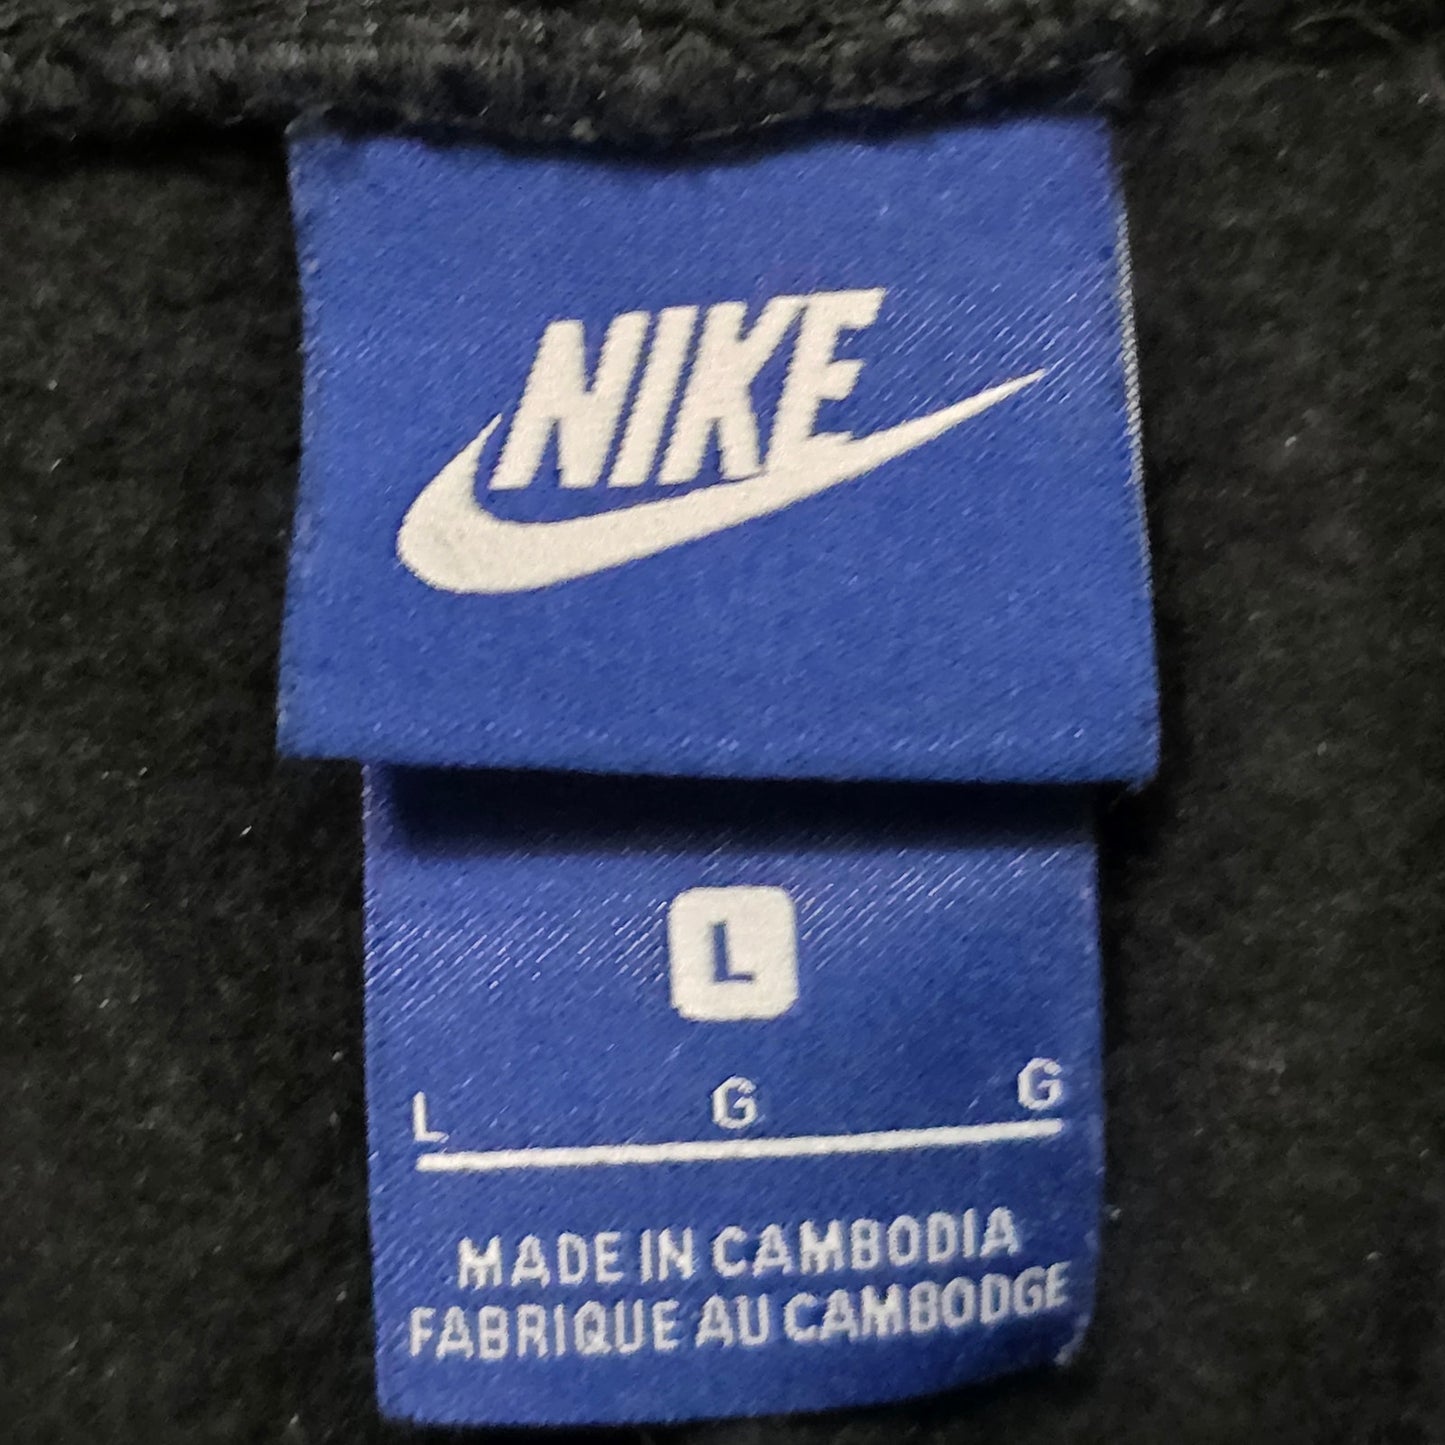 NIKE
L
L G G
MADE IN CAMBODIA
FABRIQUE AU CAMBODGE